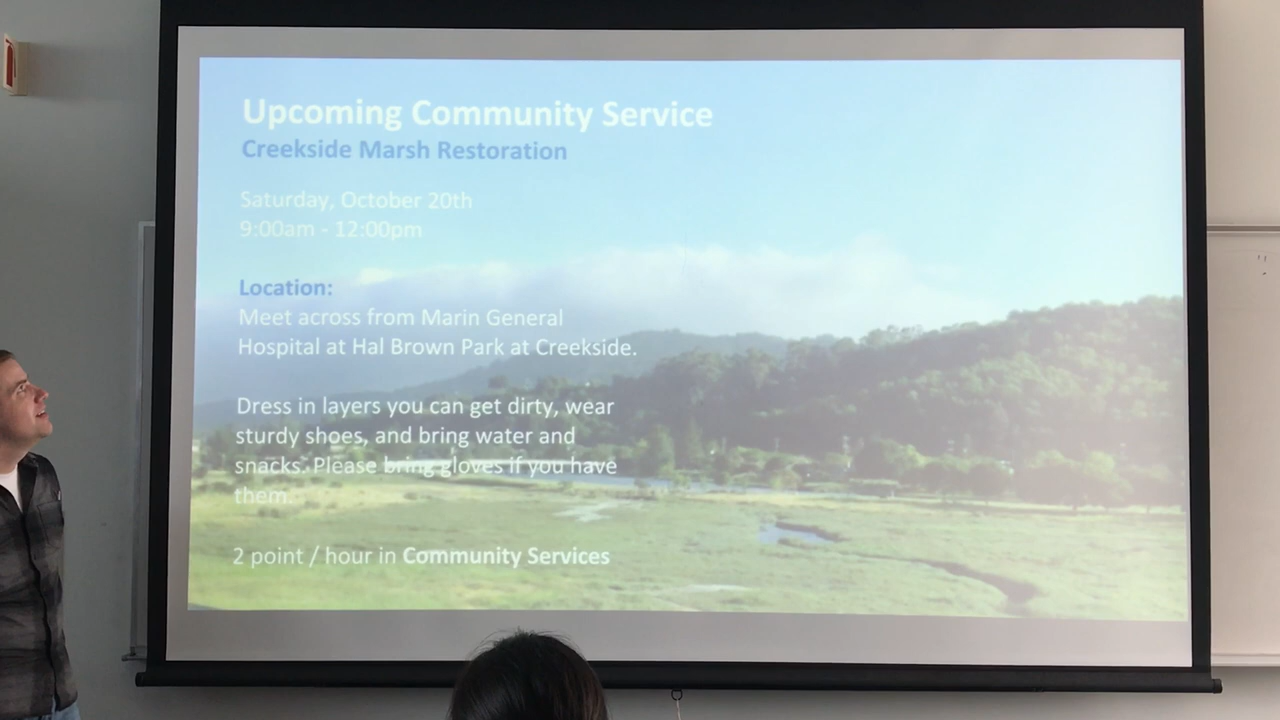 Upcoming Community Service
Creekside Marsh Restoration
Saturday, October 20th
9:00am - 12:00pm
Location:
Meet across from Marin General
Hospital at Hal Brown Park at Creekside.
Dress in layers you can get dirty, wear
sturdy shoes, and bring water and
snacks. Please bring gloves if you have
them.
2 point / hour in Community Services